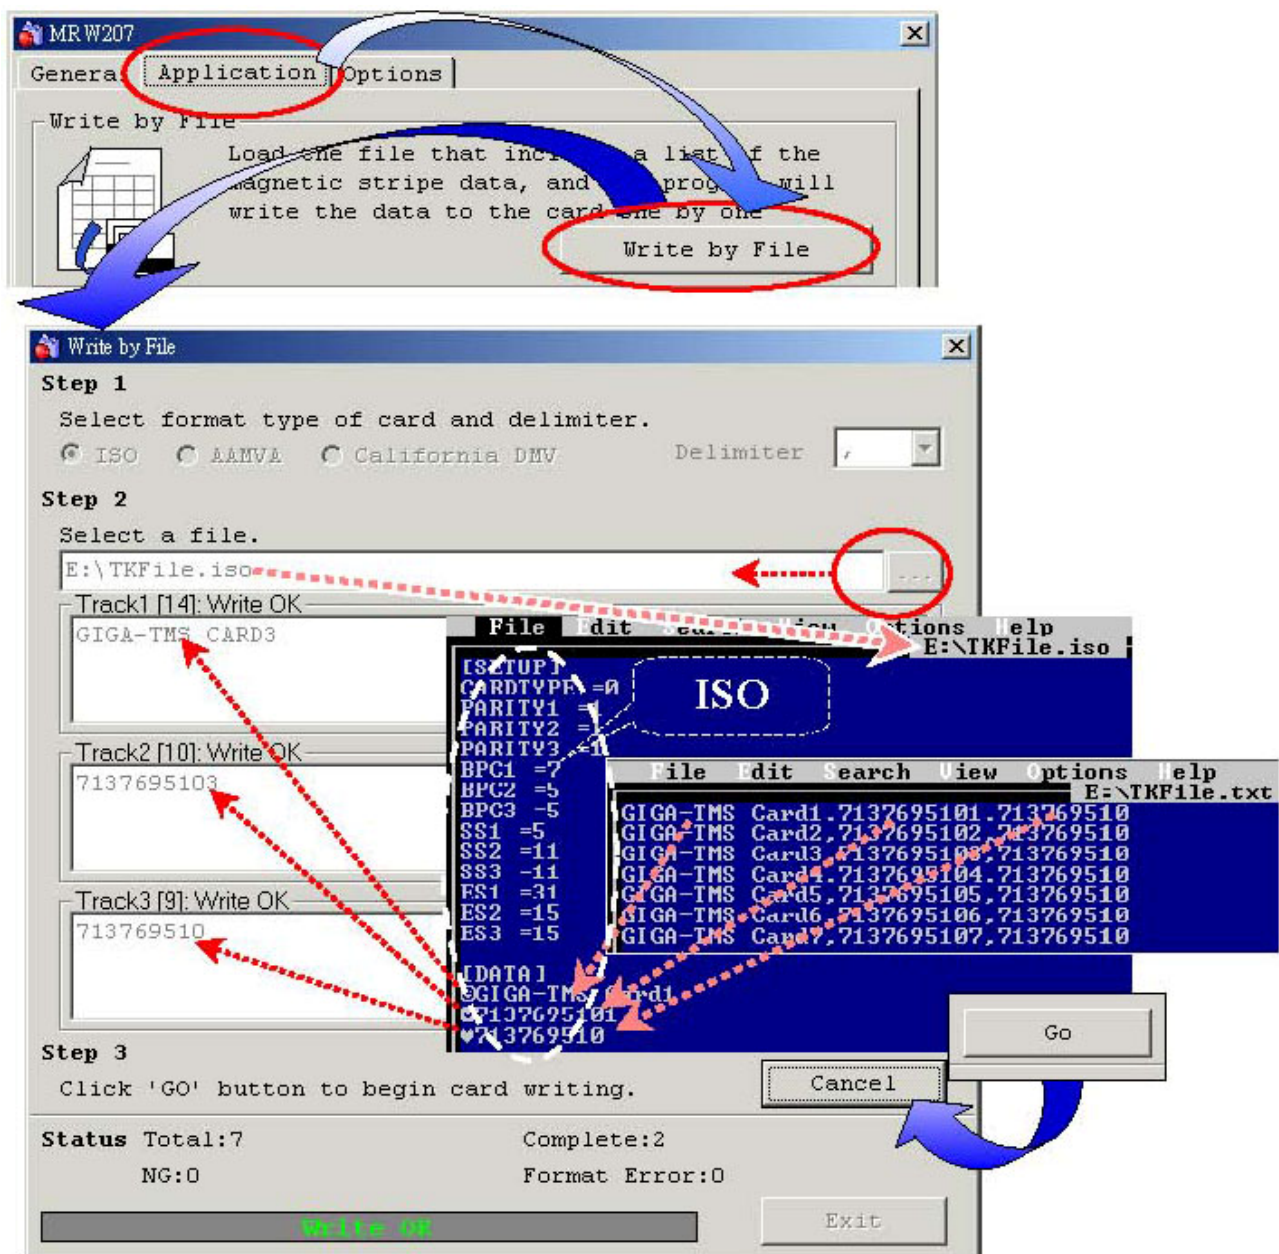 MRW207
General Application Options
Write by File
Load the file that includes a list of the
magnetic stripe data, and the program will
write the data to the card one by one
Write by File
Write by File
Step 1
Select format type of card and delimiter.
ISO AAMVA California DMV Delimiter ,
Step 2
Select a file.
E:\TKFile.iso ...
Track1 [14]: Write OK
GIGA-TMS CARD3
Track2 [10]: Write OK
7137695103
Track3 [9]: Write OK
713769510
File Edit Search View Options Help
E:\TKFile.iso
[SETUP]
CARDTYPE =0
PARITY1 =1
PARITY2 =1
PARITY3 =1
BPC1 =7
BPC2 =5
BPC3 =5
SS1 =5
SS2 =11
SS3 =11
ES1 =31
ES2 =15
ES3 =15
[DATA]
☺GIGA-TMS Card1
☻7137695101
♥713769510
ISO
File Edit Search View Options Help
E:\TKFile.txt
GIGA-TMS Card1,7137695101,713769510
GIGA-TMS Card2,7137695102,713769510
GIGA-TMS Card3,7137695103,713769510
GIGA-TMS Card4,7137695104,713769510
GIGA-TMS Card5,7137695105,713769510
GIGA-TMS Card6,7137695106,713769510
GIGA-TMS Card7,7137695107,713769510
Go
Step 3
Click 'GO' button to begin card writing.
Cancel
Status Total:7 Complete:2
NG:0 Format Error:0
Write OK
Exit